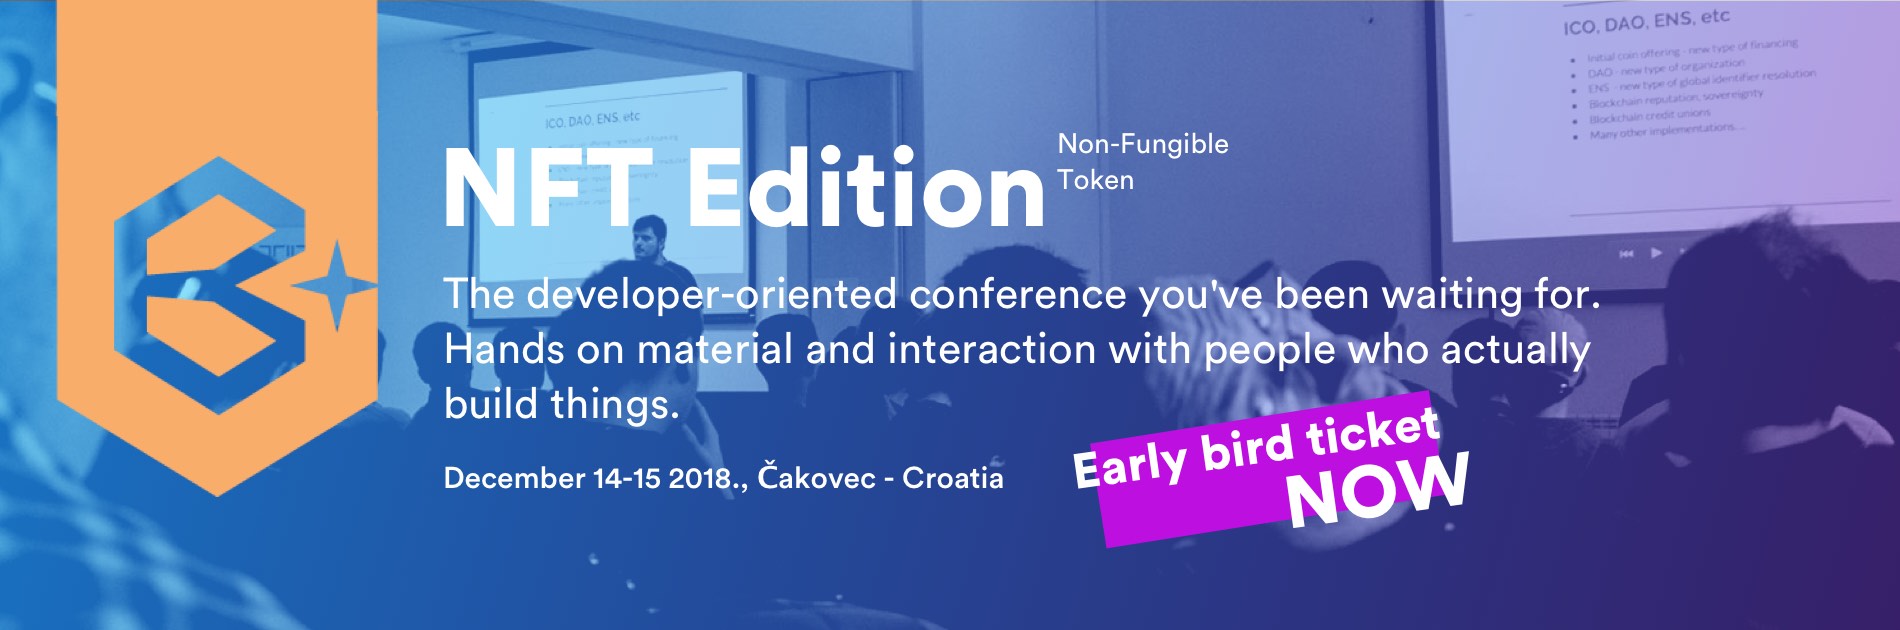 NFT Edition
Non-Fungible
Token
The developer-oriented conference you've been waiting for.
Hands on material and interaction with people who actually
build things.
December 14-15 2018., Čakovec - Croatia
Early bird ticket
NOW
ICO, DAO, ENS, etc
ICO, DAO, ENS, etc
• Initial coin offering - new type of financing
• DAO - new type of organization
• ENS - new type of global identifier resolution
• Blockchain reputation, sovereignty
• Blockchain credit unions
• Many other implementations...